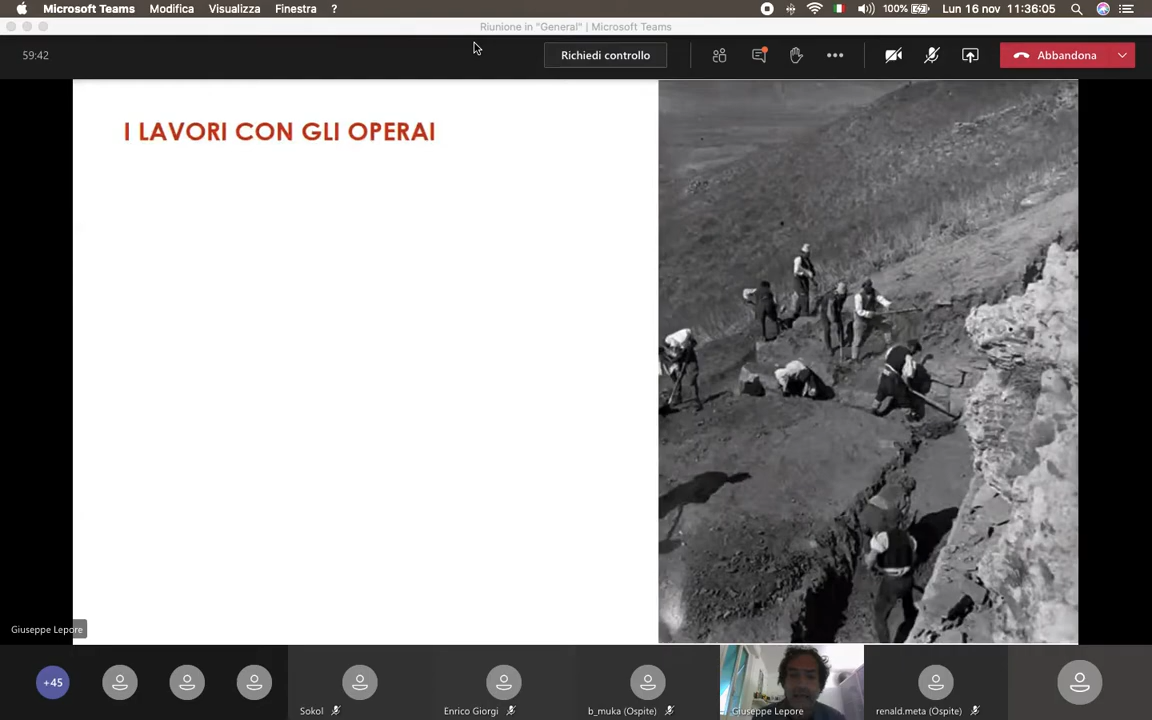 Microsoft Teams Modifica Visualizza Finestra ? 100% Lun 16 nov 11:36:05
Riunione in "General" | Microsoft Teams
59:42 Richiedi controllo Abbandona
I LAVORI CON GLI OPERAI
Giuseppe Lepore
+45 Sokol Enrico Giorgi b_muka (Ospite) Giuseppe Lepore renald.meta (Ospite)